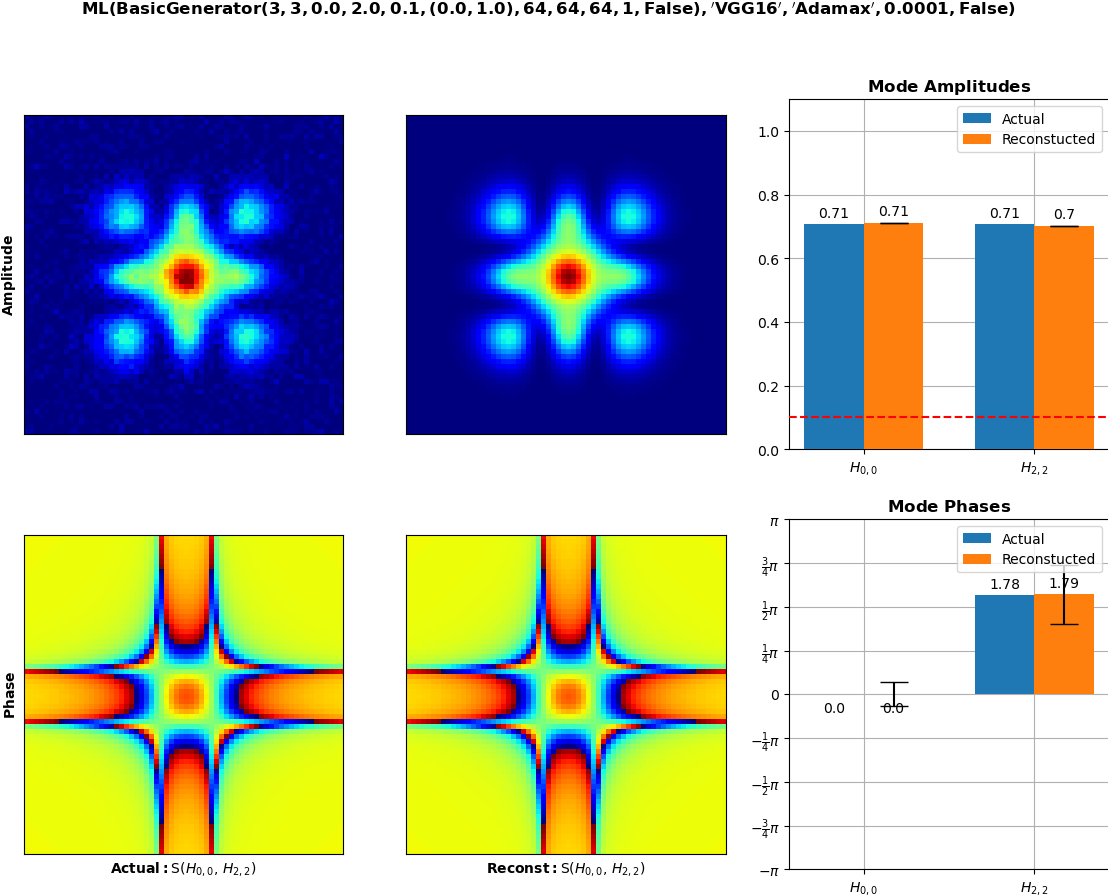 ML(BasicGenerator(3, 3, 0.0, 2.0, 0.1, (0.0, 1.0), 64, 64, 64, 1, False), 'VGG16', 'Adamax', 0.0001, False)
Amplitude
Mode Amplitudes
Actual
Reconstucted
1.0
0.8
0.6
0.4
0.2
0.0
0.71
0.71
0.71
0.7
H0, 0
H2, 2
Phase
Actual: S(H0, 0, H2, 2)
Reconst: S(H0, 0, H2, 2)
Mode Phases
Actual
Reconstucted
π
3/4π
1/2π
1/4π
0
−1/4π
−1/2π
−3/4π
−π
0.0
0.0
1.78
1.79
H0, 0
H2, 2